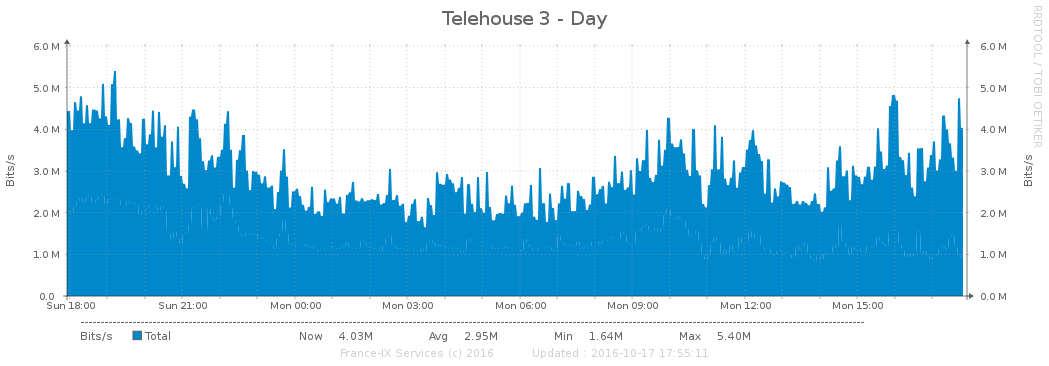 Telehouse 3 - Day
RRDTOOL / TOBI OETIKER
Bits/s
6.0 M
5.0 M
4.0 M
3.0 M
2.0 M
1.0 M
0.0
6.0 M
5.0 M
4.0 M
3.0 M
2.0 M
1.0 M
0.0 M
Bits/s
Sun 18:00 Sun 21:00 Mon 00:00 Mon 03:00 Mon 06:00 Mon 09:00 Mon 12:00 Mon 15:00
Bits/s Total Now 4.03M Avg 2.95M Min 1.64M Max 5.40M
France-IX Services (c) 2016 Updated : 2016-10-17 17:55:11